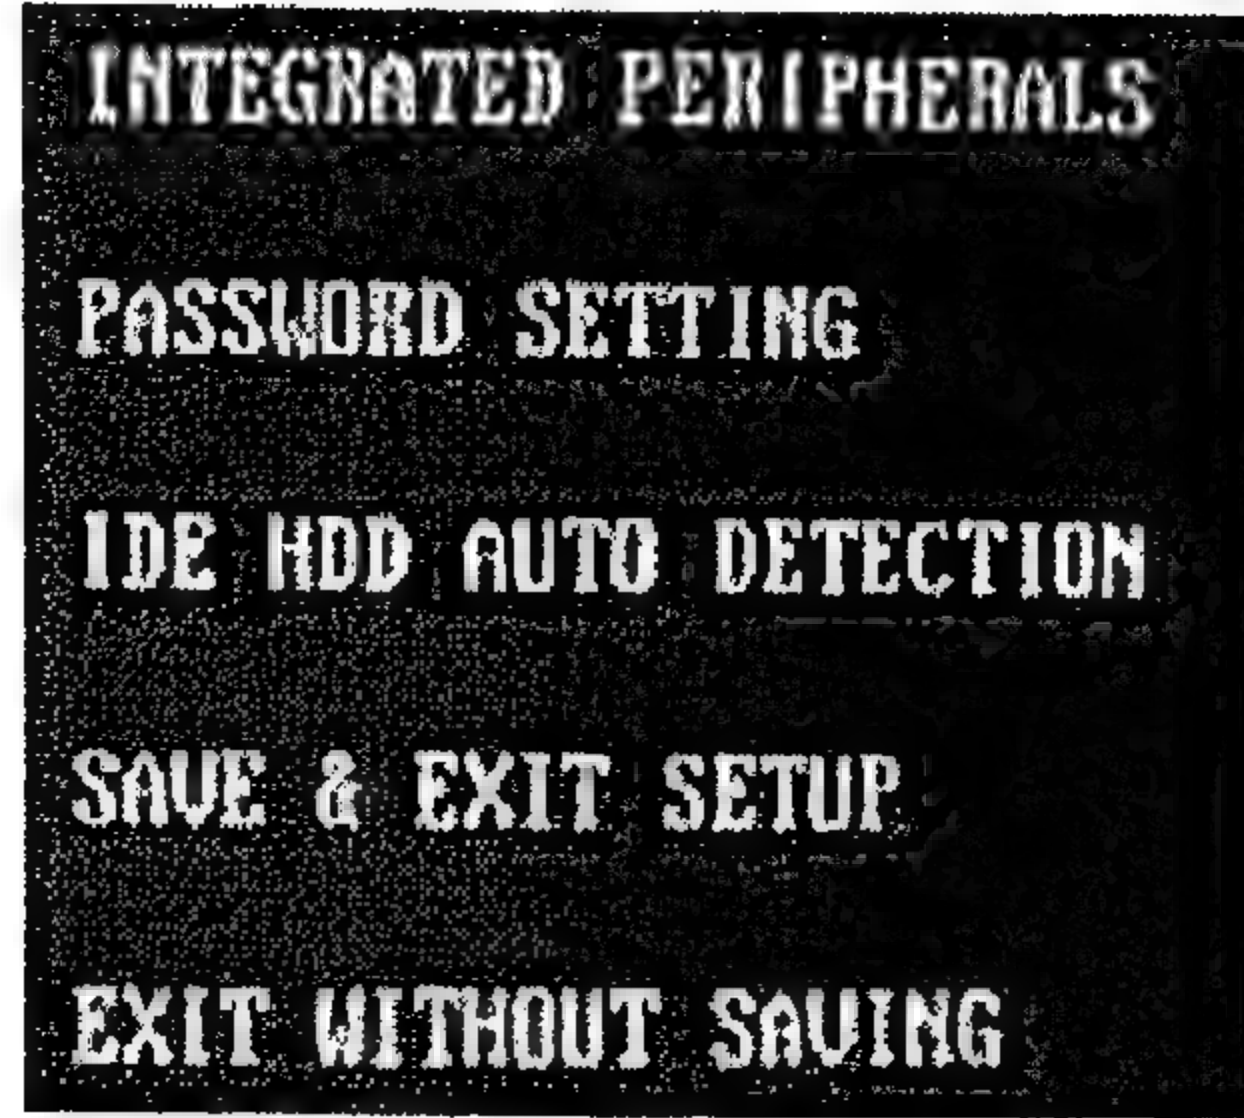 INTEGRATED PERIPHERALS
PASSWORD SETTING
IDE HDD AUTO DETECTION
SAVE & EXIT SETUP
EXIT WITHOUT SAVING